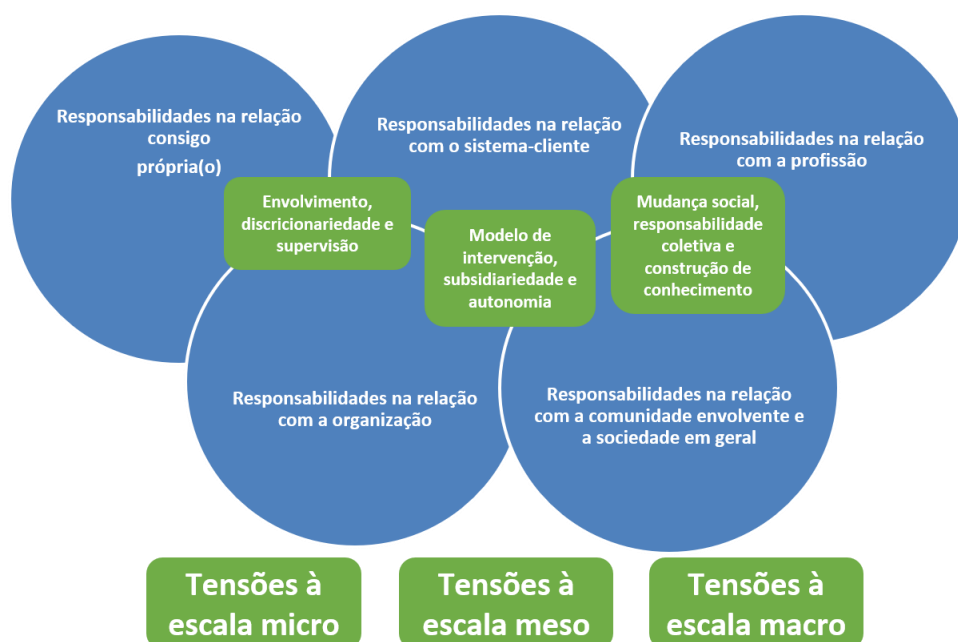 Responsabilidades na relação
consigo
própria(o)
Responsabilidades na relação
com o sistema-cliente
Responsabilidades na relação
com a profissão
Envolvimento,
discricionariedade e
supervisão
Modelo de
intervenção,
subsidiariedade e
autonomia
Mudança social,
responsabilidade
coletiva e
construção de
conhecimento
Responsabilidades na relação
com a organização
Responsabilidades na relação
com a comunidade envolvente e
a sociedade em geral
Tensões à
escala micro
Tensões à
escala meso
Tensões à
escala macro